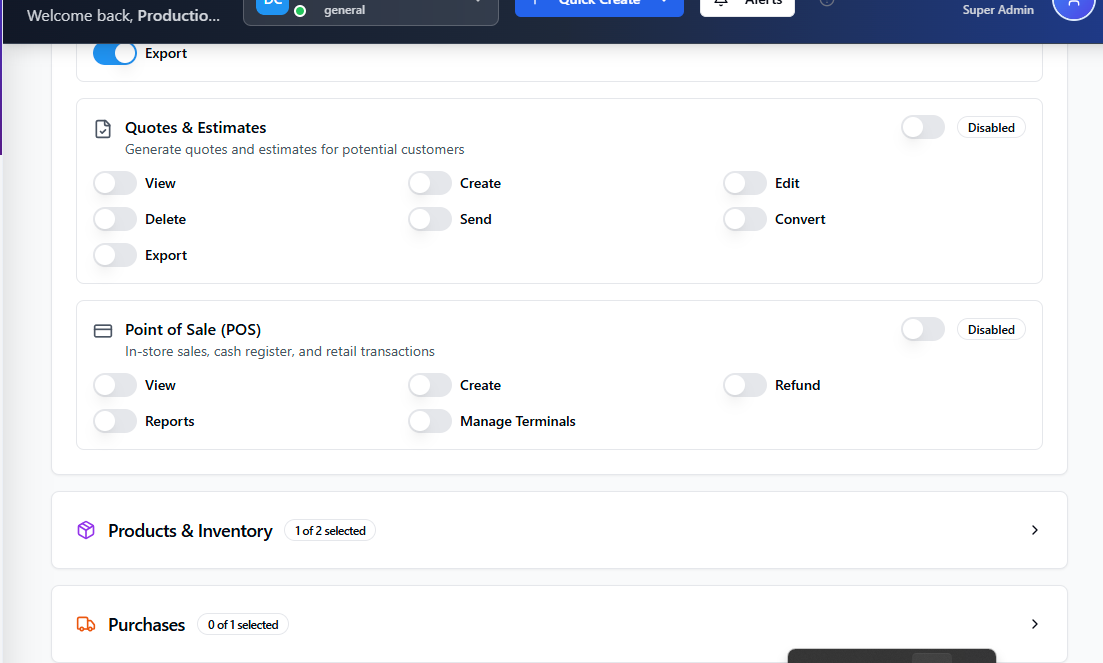 Welcome back, Productio...
DC
general
Quick Create
Alerts
Super Admin
Export
Quotes & Estimates
Disabled
Generate quotes and estimates for potential customers
View
Create
Edit
Delete
Send
Convert
Export
Point of Sale (POS)
Disabled
In-store sales, cash register, and retail transactions
View
Create
Refund
Reports
Manage Terminals
Products & Inventory
1 of 2 selected
Purchases
0 of 1 selected